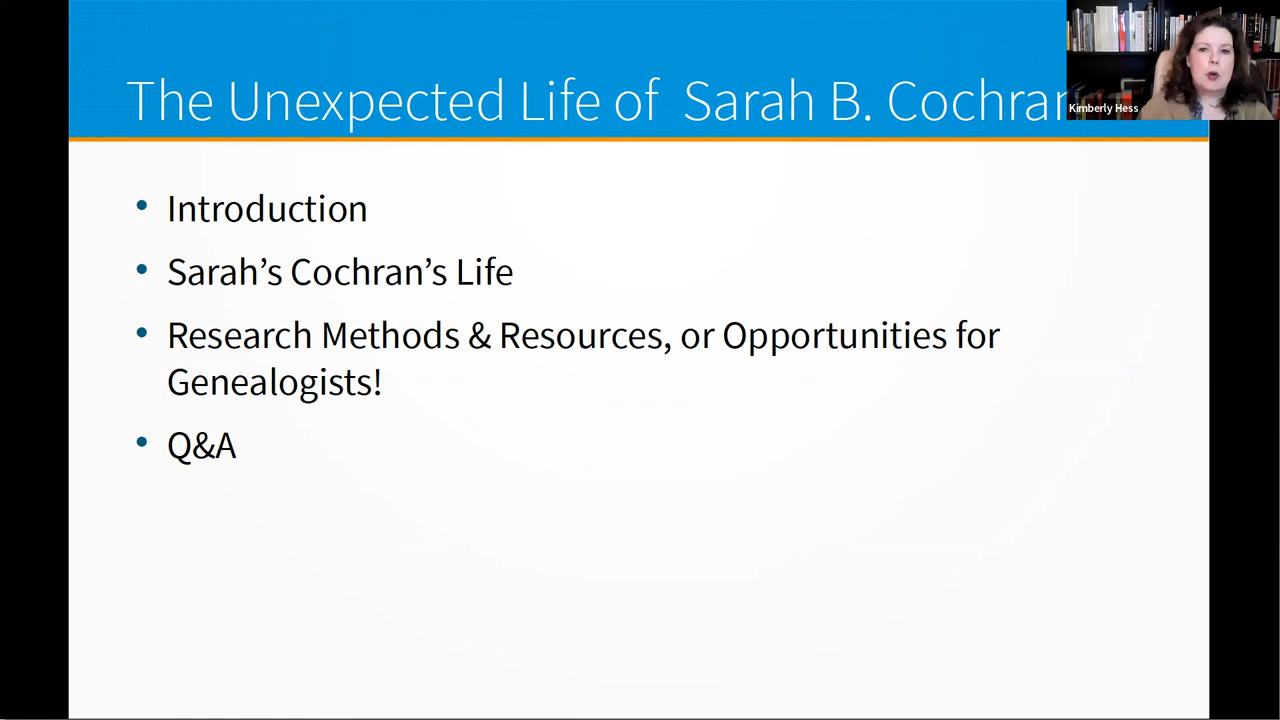 The Unexpected Life of Sarah B. Cochran
Kimberly Hess
• Introduction
• Sarah’s Cochran’s Life
• Research Methods & Resources, or Opportunities for
Genealogists!
• Q&A